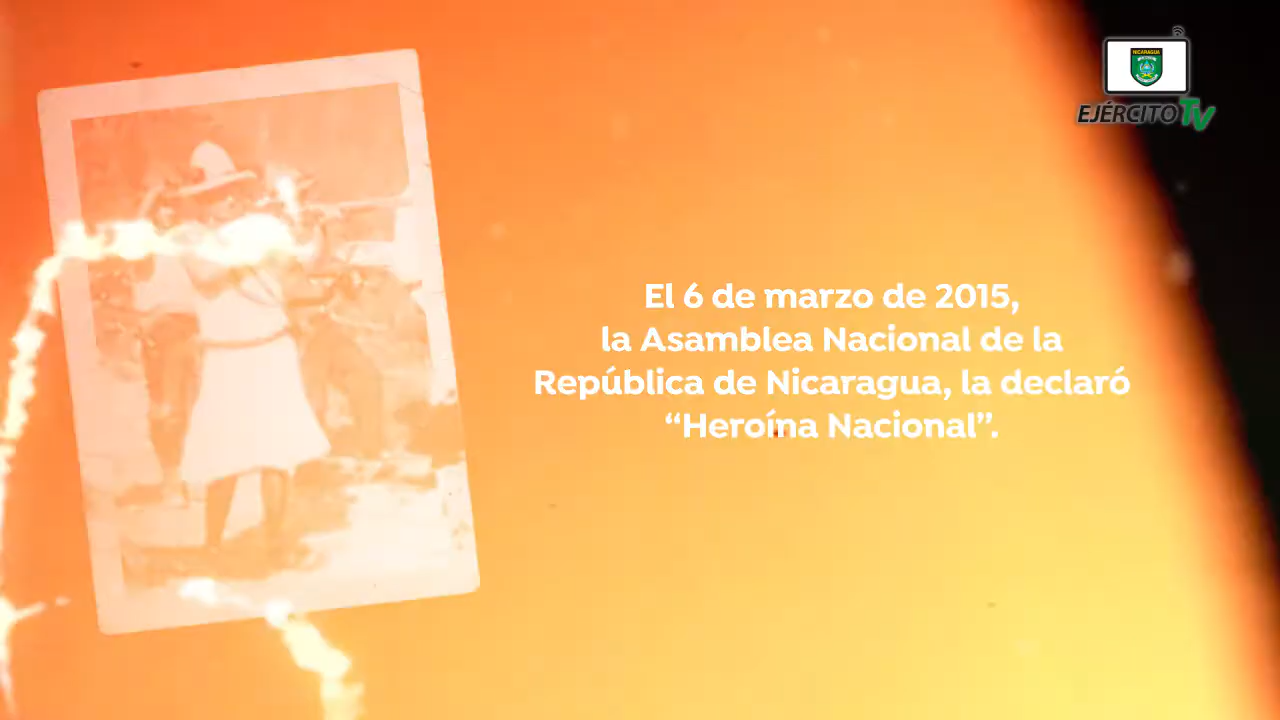 NICARAGUA
EJÉRCITO TV
El 6 de marzo de 2015,
la Asamblea Nacional de la
República de Nicaragua, la declaró
“Heroína Nacional”.